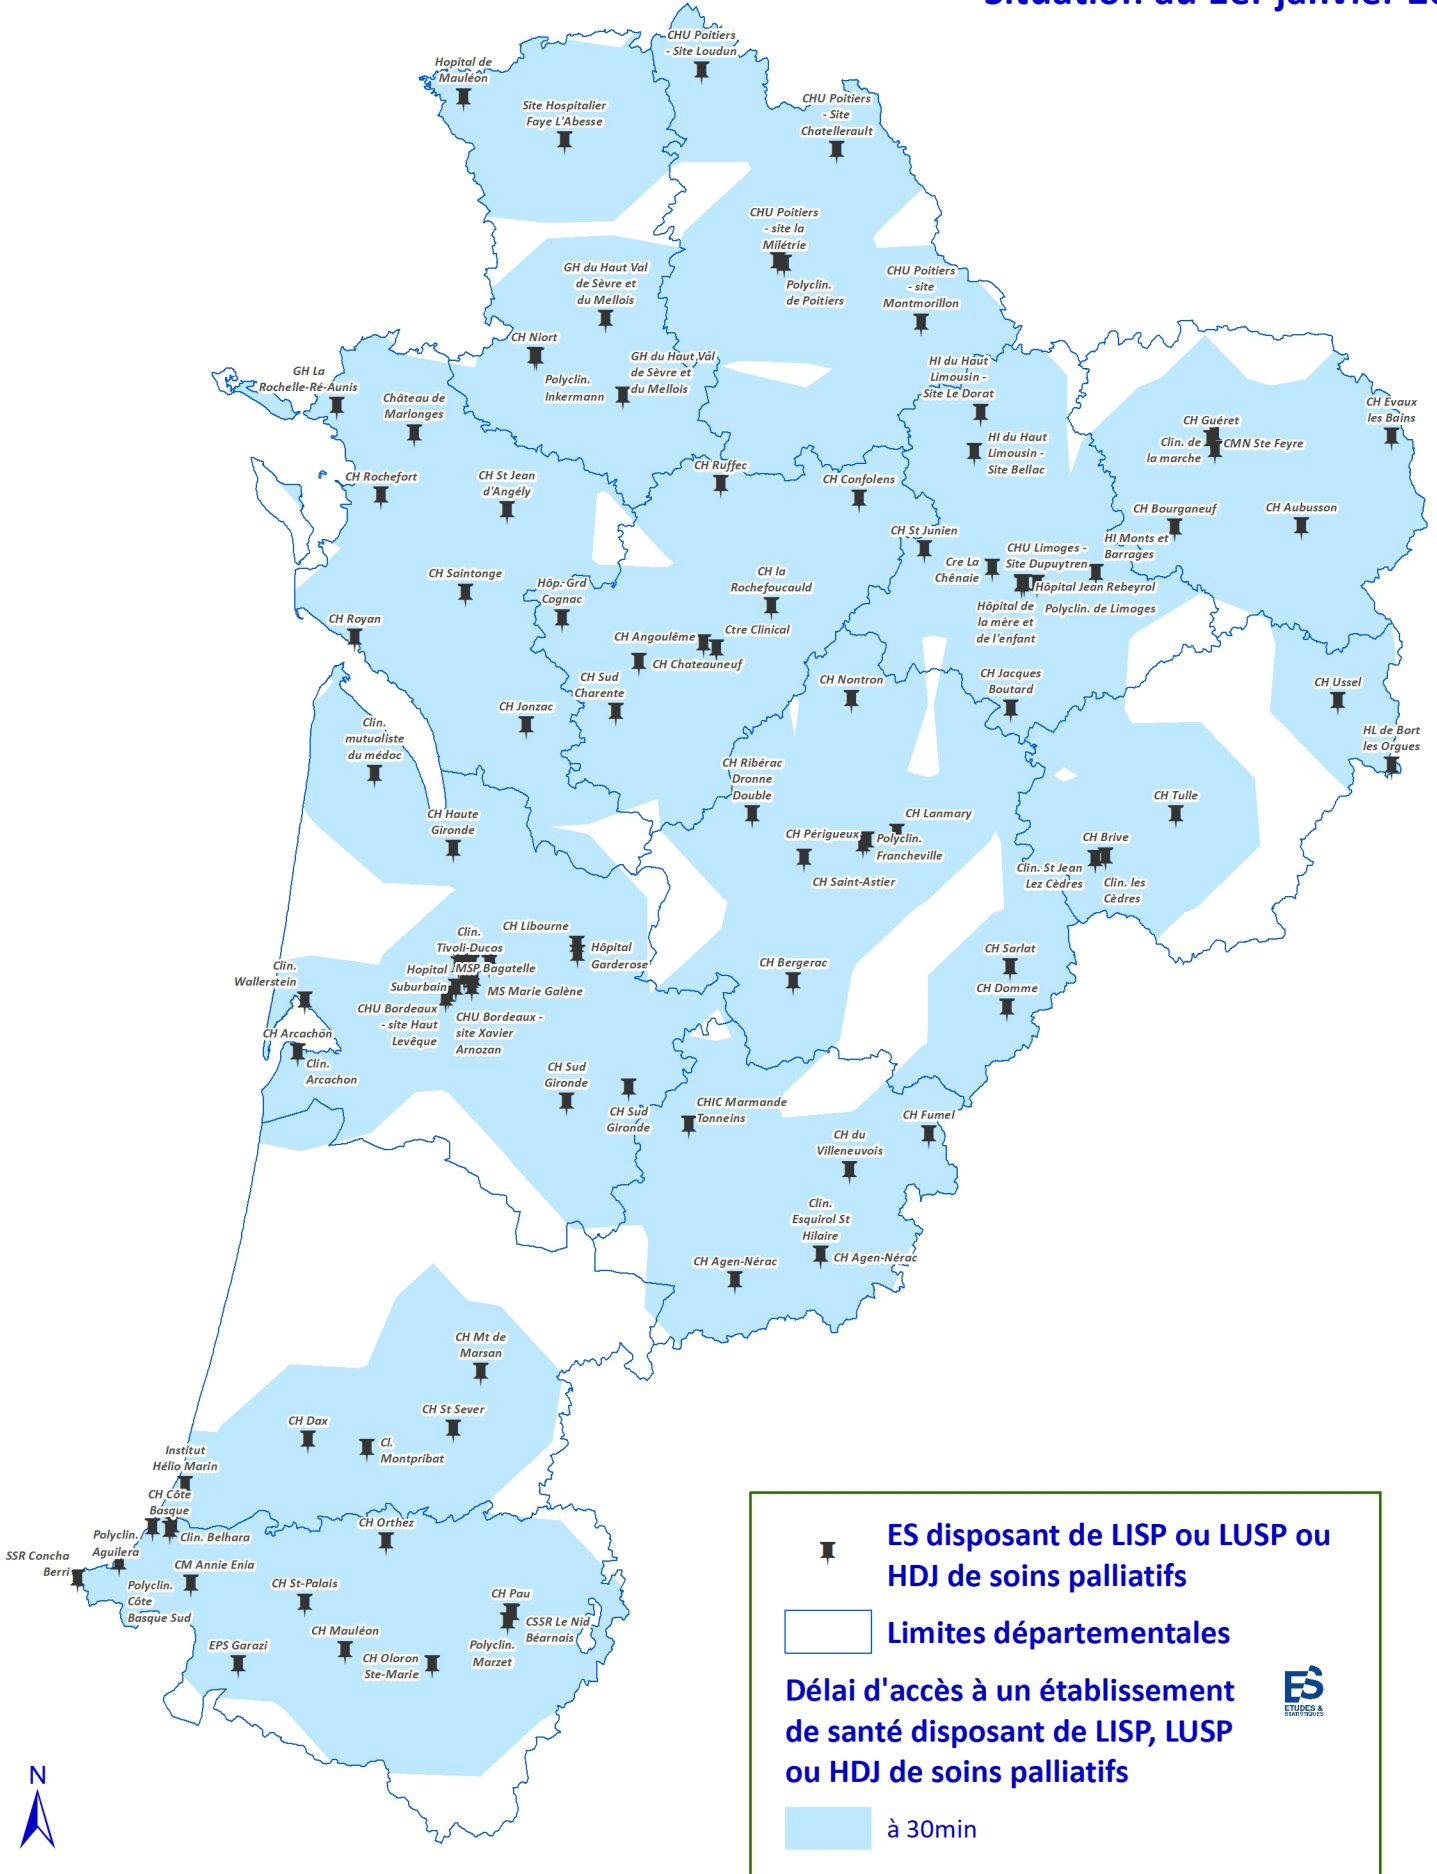 CHU Poitiers
- Site Loudun
Hopital de
Mauléon
Site Hospitalier
Faye L'Abesse
CHU Poitiers
- Site
Chatellerault
CHU Poitiers
- site la
Milétrie
Polyclin.
de Poitiers
GH du Haut Val
de Sèvre et
du Mellois
CHU Poitiers
- site
Montmorillon
CH Niort
Polyclin.
Inkermann
GH du Haut Val
de Sèvre et
du Mellois
GH La
Rochelle-Ré-Aunis
Château de
Marlonges
HI du Haut
Limousin -
Site Le Dorat
HI du Haut
Limousin -
Site Bellac
CH Guéret
Clin. de
la marche
CMN Ste Feyre
CH Evaux
les Bains
CH Rochefort
CH St Jean
d'Angély
CH Ruffec
CH Confolens
CH Bourganeuf
CH Aubusson
CH St Junien
Cre La
Chênaie
CHU Limoges -
Site Dupuytren
HI Monts et
Barrages
Hôpital Jean Rebeyrol
Hôpital de
la mère et
de l'enfant
Polyclin. de Limoges
CH Saintonge
Hôp. Grd
Cognac
CH la
Rochefoucauld
CH Royan
CH Angoulême
Ctre Clinical
CH Chateauneuf
CH Sud
Charente
CH Jonzac
CH Nontron
CH Jacques
Boutard
CH Ussel
HL de Bort
les Orgues
Clin.
mutualiste
du médoc
CH Haute
Gironde
CH Ribérac
Dronne
Double
CH Lanmary
CH Périgueux
Polyclin.
Francheville
CH Saint-Astier
CH Tulle
CH Brive
Clin. St Jean
Lez Cèdres
Clin. les
Cèdres
CH Libourne
Hôpital
Garderose
Clin.
Tivoli-Ducos
Hopital
Suburbain
MSP Bagatelle
MS Marie Galène
CHU Bordeaux
- site Haut
Levêque
CHU Bordeaux -
site Xavier
Arnozan
Clin.
Wallerstein
CH Arcachon
Clin.
Arcachon
CH Bergerac
CH Sarlat
CH Domme
CH Sud
Gironde
CH Sud
Gironde
CHIC Marmande
Tonneins
CH Fumel
CH du
Villeneuvois
Clin.
Esquirol St
Hilaire
CH Agen-Nérac
CH Agen-Nérac
CH Mt de
Marsan
CH St Sever
CH Dax
Cl.
Montpribat
Institut
Hélio Marin
CH Côte
Basque
Clin. Belhara
Polyclin.
Aguilera
SSR Concha
Berri
Polyclin.
Côte
Basque Sud
CM Annie Enia
CH Orthez
CH St-Palais
CH Pau
CSSR Le Nid
Béarnais
Polyclin.
Marzet
EPS Garazi
CH Mauléon
CH Oloron
Ste-Marie
N
ES disposant de LISP ou LUSP ou
HDJ de soins palliatifs
Limites départementales
Délai d'accès à un établissement
de santé disposant de LISP, LUSP
ou HDJ de soins palliatifs
ES
ETUDES &
STATISTIQUES
à 30min